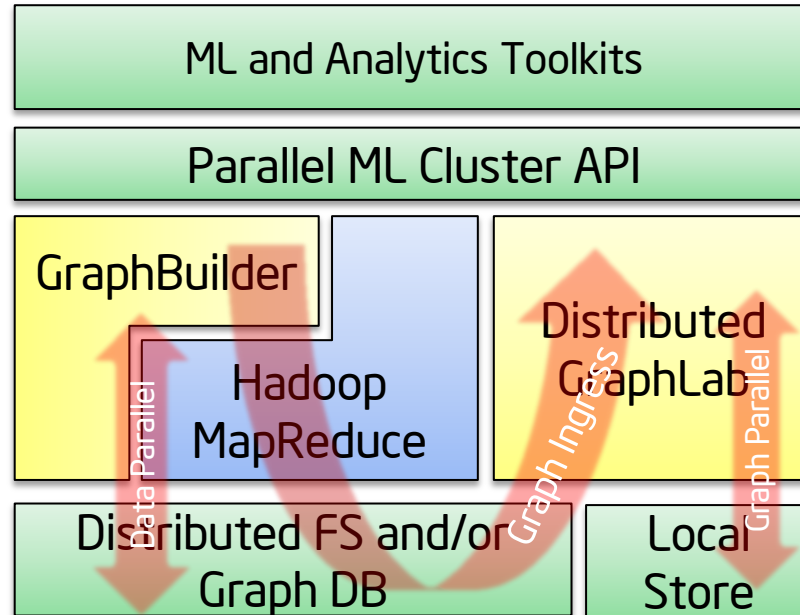 ML and Analytics Toolkits
Parallel ML Cluster API
GraphBuilder
Hadoop
MapReduce
Distributed
GraphLab
Data Parallel
Graph Ingress
Graph Parallel
Distributed FS and/or
Graph DB
Local
Store